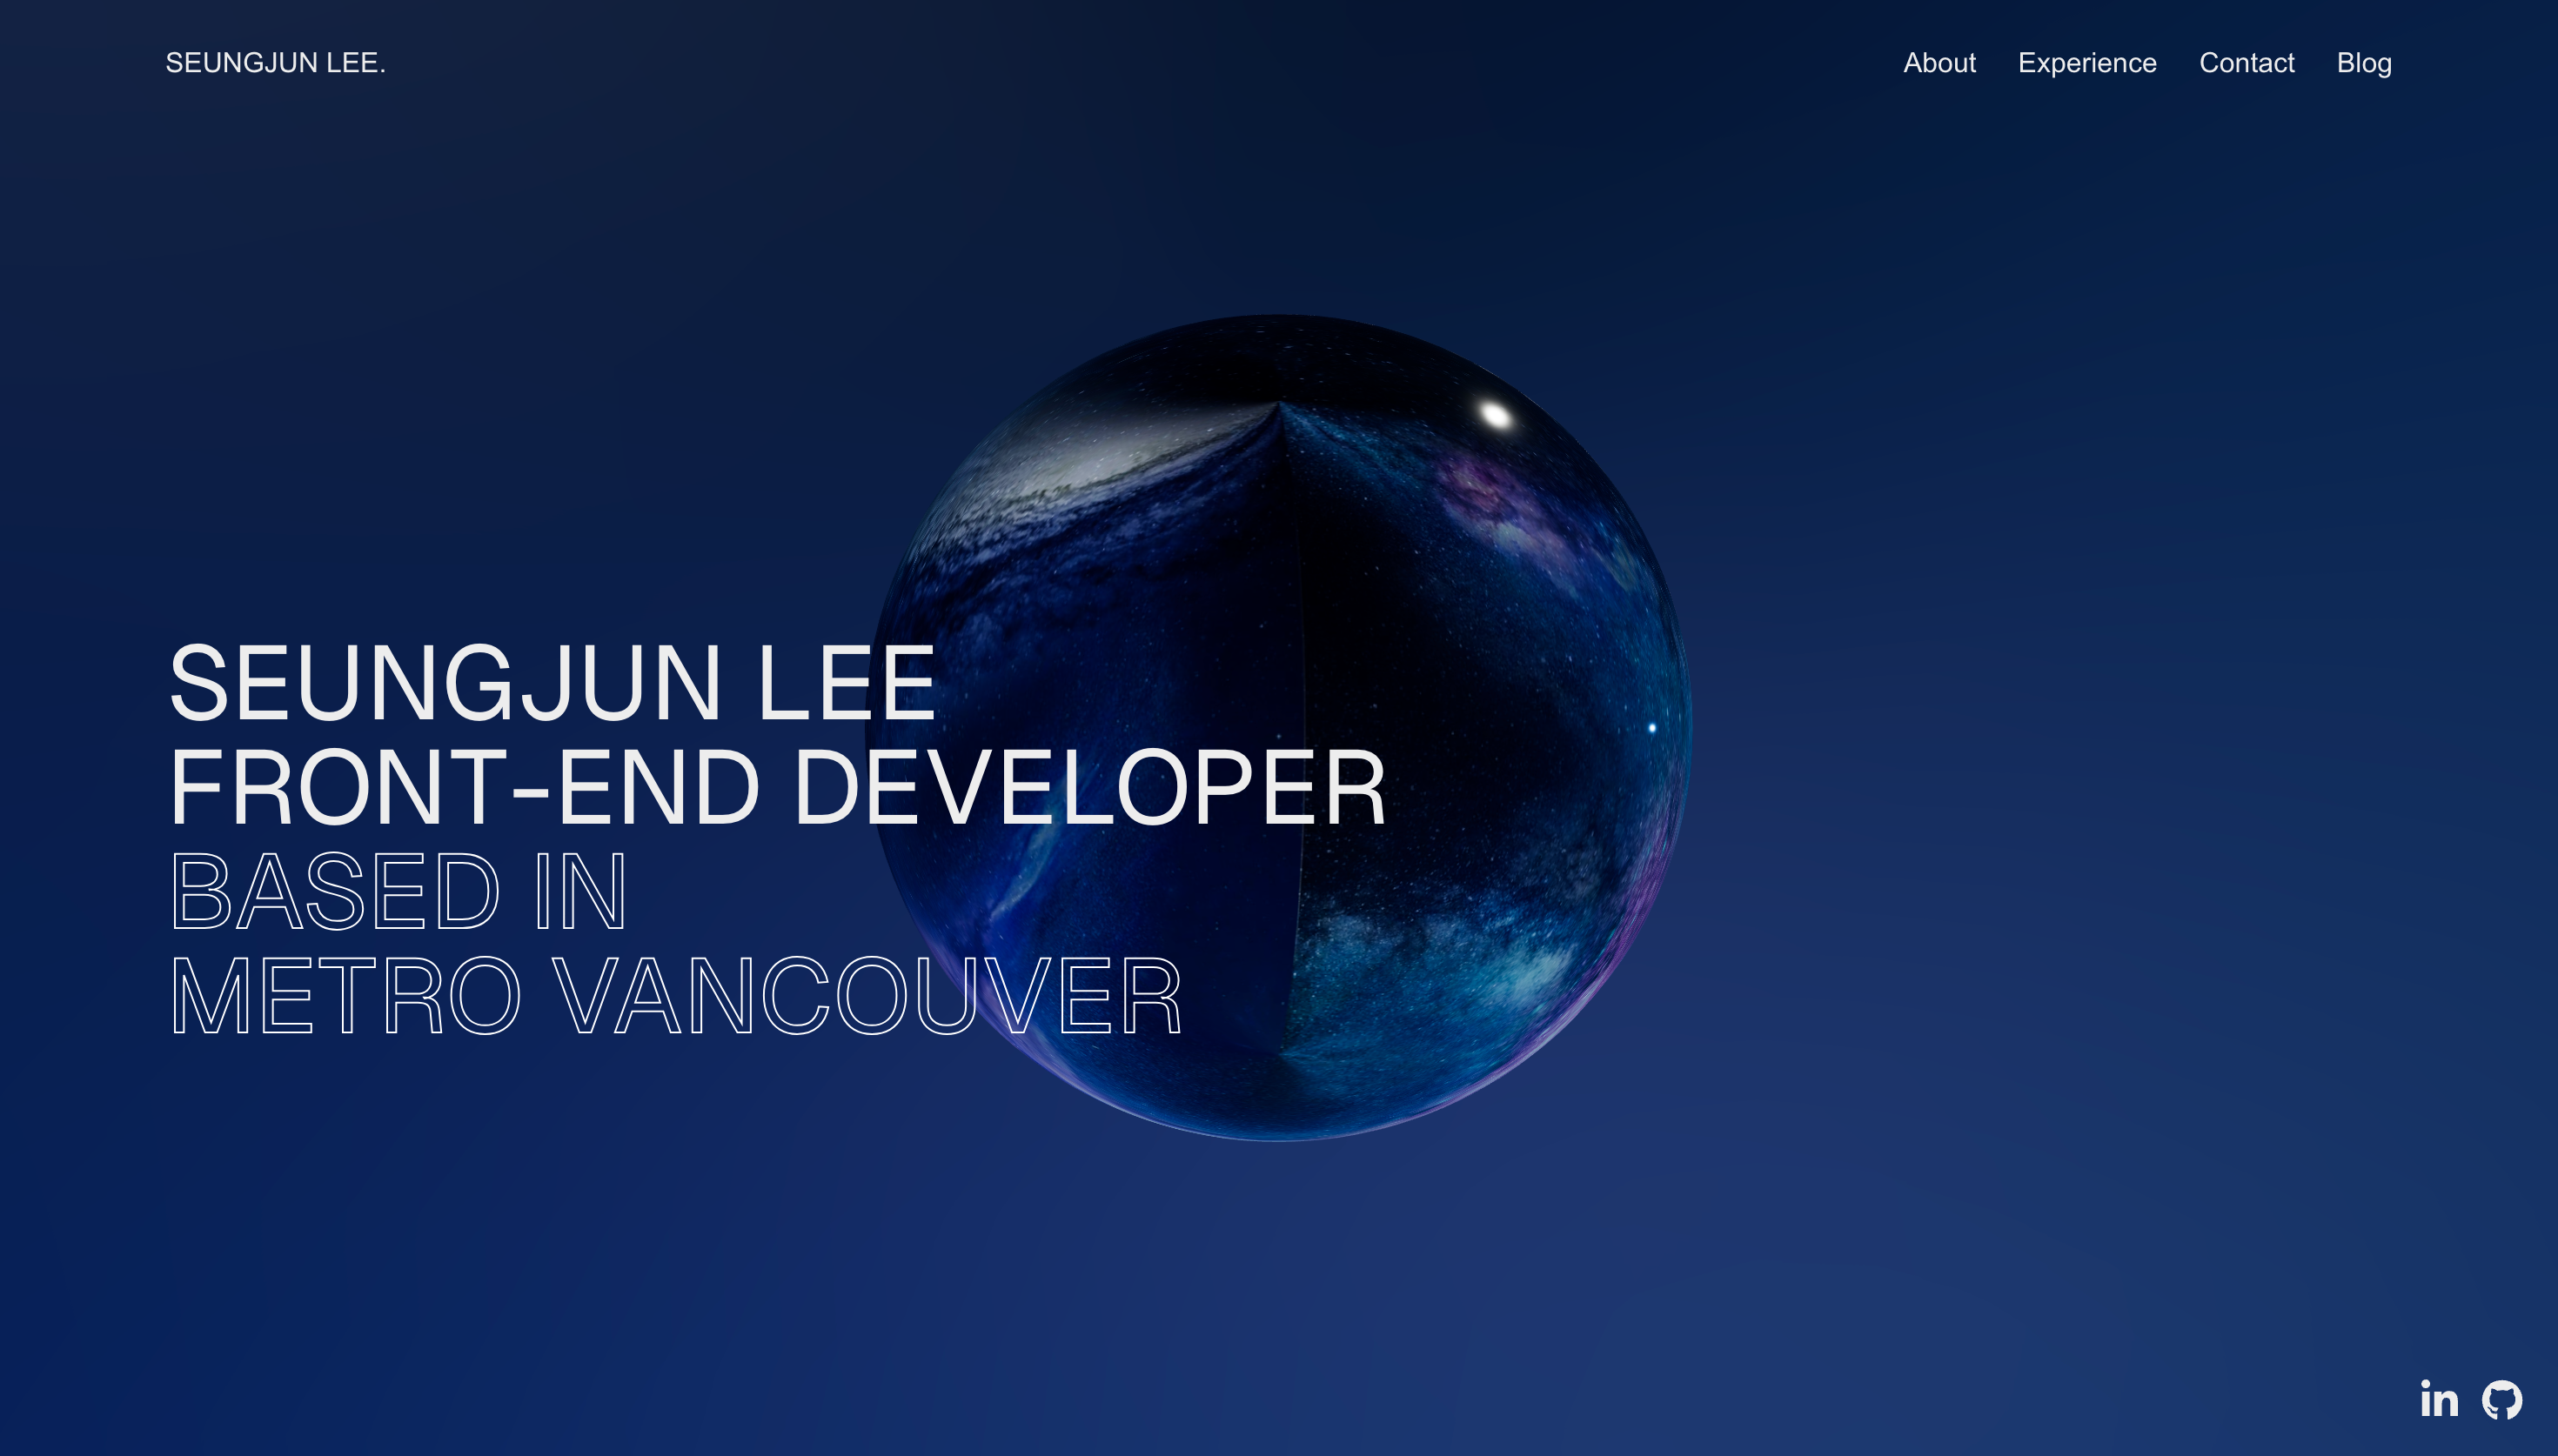 SEUNGJUN LEE.
About Experience Contact Blog
SEUNGJUN LEE
FRONT-END DEVELOPER
BASED IN
METRO VANCOUVER
in